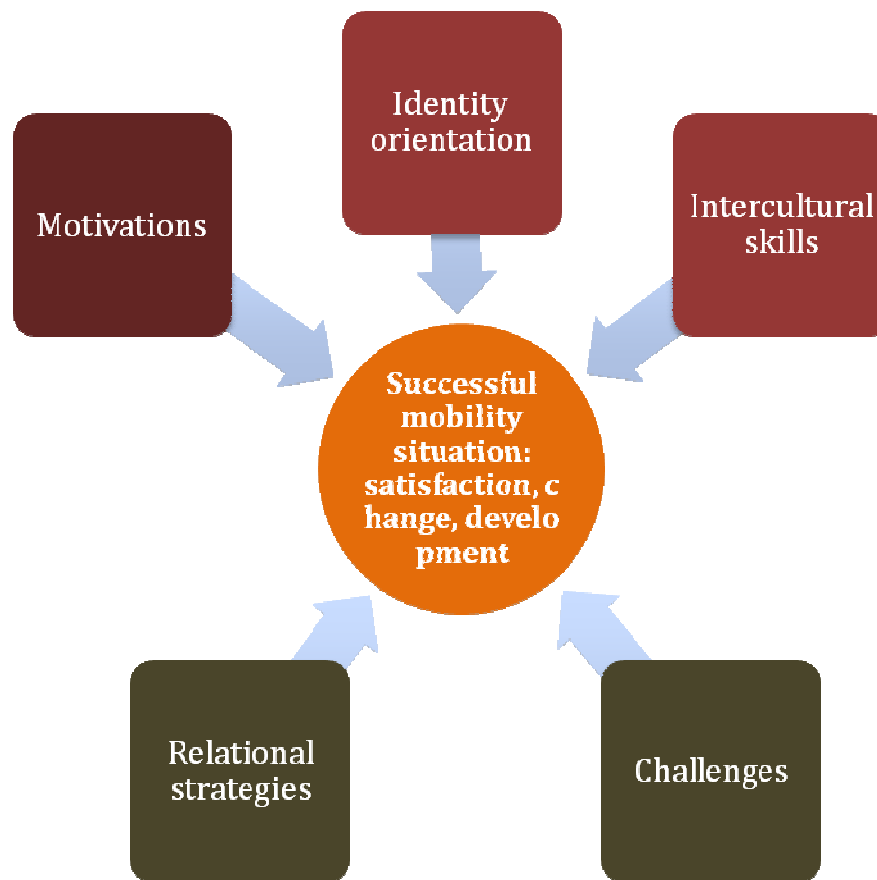 Identity
orientation
Motivations
Intercultural
skills
Successful
mobility
situation:
satisfaction, c
hange, develo
pment
Relational
strategies
Challenges